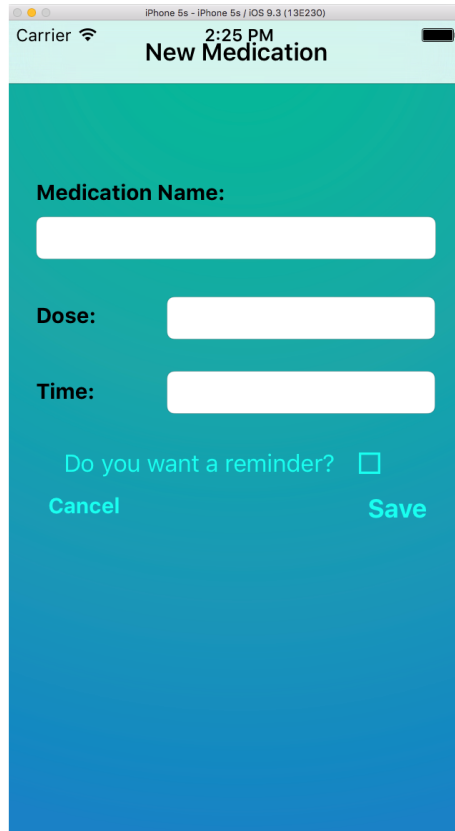 iPhone 5s - iPhone 5s / iOS 9.3 (13E230)
Carrier 2:25 PM
New Medication
Medication Name:
Dose:
Time:
Do you want a reminder?
Cancel Save